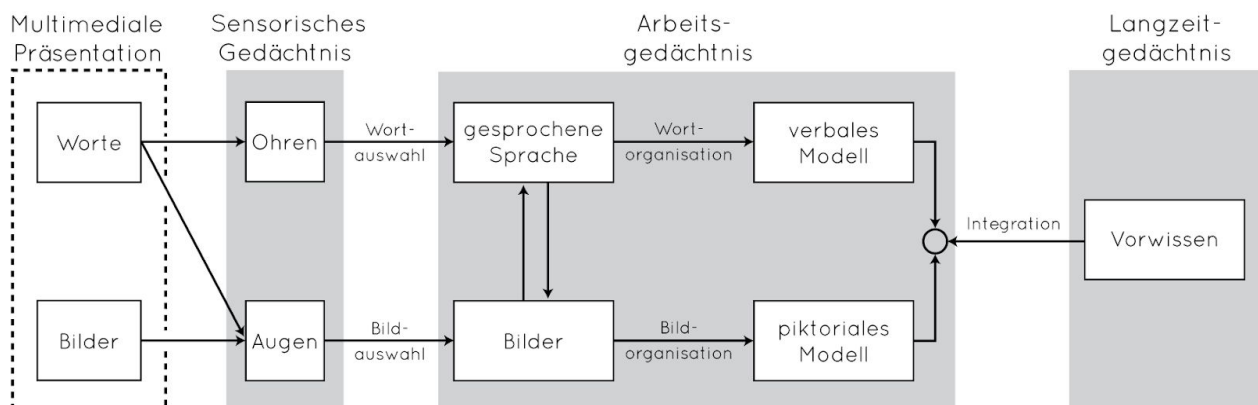 Multimediale
Präsentation
Sensorisches
Gedächtnis
Arbeits-
gedächtnis
Langzeit-
gedächtnis
Worte
Ohren
Wort-
auswahl
gesprochene
Sprache
Wort-
organisation
verbales
Modell
Integration
Vorwissen
Bilder
Augen
Bild-
auswahl
Bilder
Bild-
organisation
piktoriales
Modell